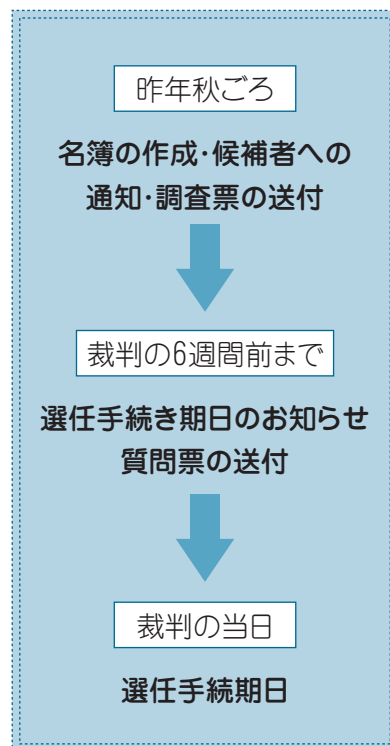 昨年秋ごろ
名簿の作成・候補者への
通知・調査票の送付
裁判の6週間前まで
選任手続き期日のお知らせ
質問票の送付
裁判の当日
選任手続期日